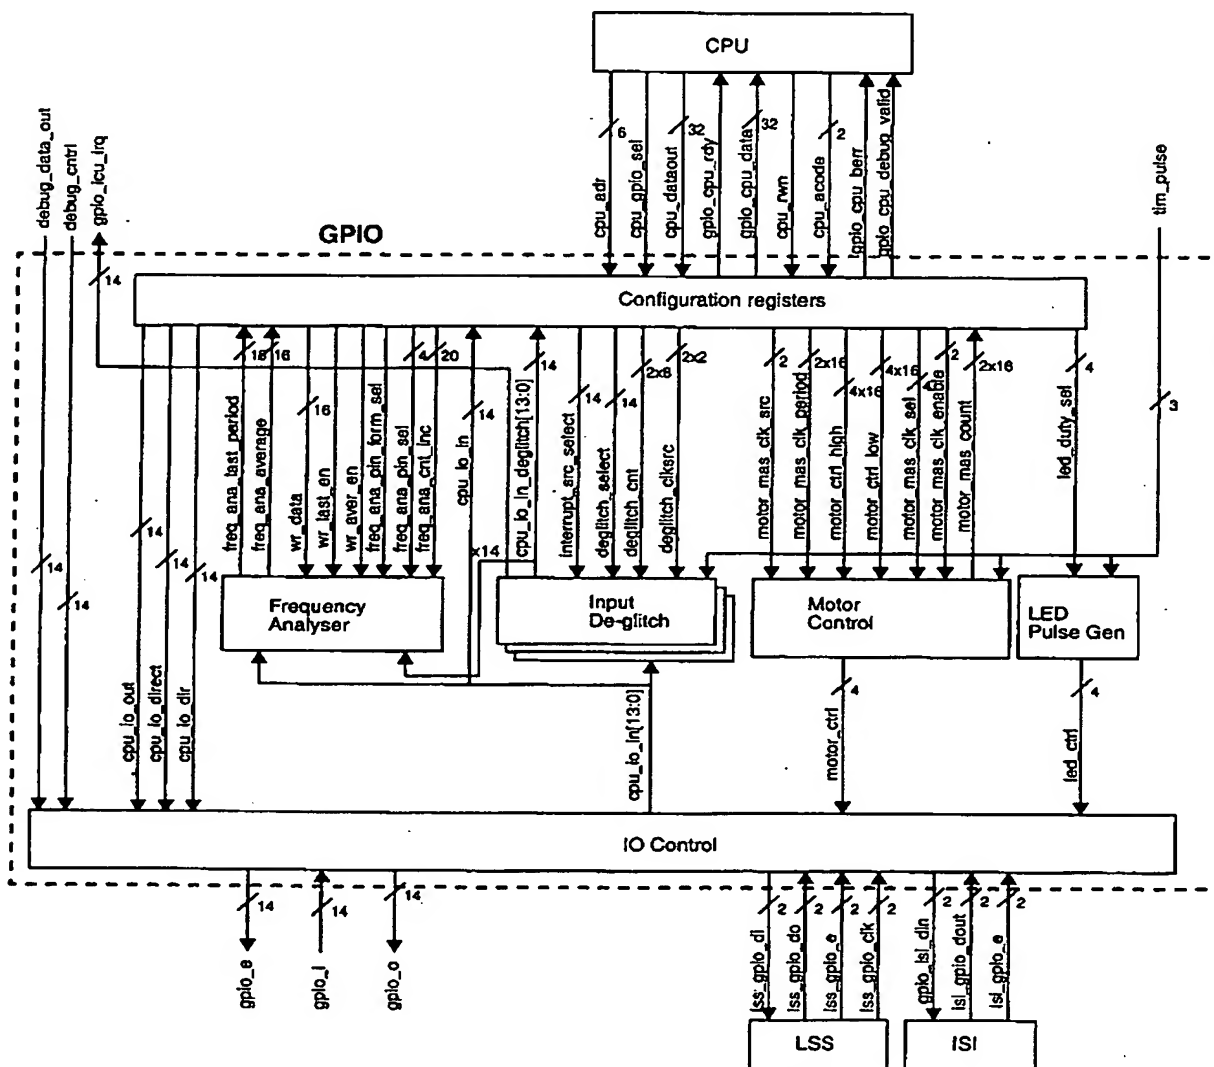 CPU
debug_data_out
debug_cntrl
gpio_icu_irq
tim_pulse
6
32
32
2
cpu_adr
cpu_gpio_sel
cpu_dataout
gpio_cpu_rdy
gpio_cpu_data
cpu_rwn
cpu_acode
gpio_cpu_berr
gpio_cpu_debug_valid
GPIO
14
Configuration registers
16
4
20
14
2
2x16
4x16
2
2x16
4
2x8
2x2
4x16
3
16
14
14
14
freq_ana_last_period
freq_ana_average
wr_data
wr_last_en
wr_aver_en
freq_ana_pin_form_sel
freq_ana_pin_sel
freq_ana_cnt_inc
cpu_io_in
cpu_io_in_deglitch[13:0]
interrupt_src_select
deglitch_select
deglitch_cnt
deglitch_clksrc
motor_mas_clk_src
motor_mas_clk_period
motor_ctrl_high
motor_ctrl_low
motor_mas_clk_sel
motor_mas_clk_enable
motor_mas_count
led_duty_sel
14
14
14
14
14
x14
Frequency
Analyser
Input
De-glitch
Motor
Control
LED
Pulse Gen
cpu_io_out
cpu_io_direct
cpu_io_dir
cpu_io_in[13:0]
4
4
motor_ctrl
led_ctrl
IO Control
14
14
14
2
2
2
2
2
2
2
gpio_e
gpio_i
gpio_o
lss_gpio_di
lss_gpio_do
lss_gpio_e
lss_gpio_clk
gpio_isi_din
isi_gpio_dout
isi_gpio_e
LSS
ISI